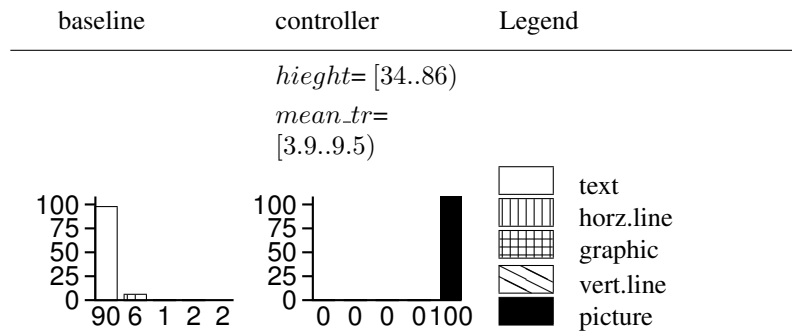 baseline controller Legend
hieght= [34..86)
mean_tr=
[3.9..9.5)
100
75
50
25
0
90 6 1 2 2
100
75
50
25
0
0 0 0 0 100
text
horz.line
graphic
vert.line
picture